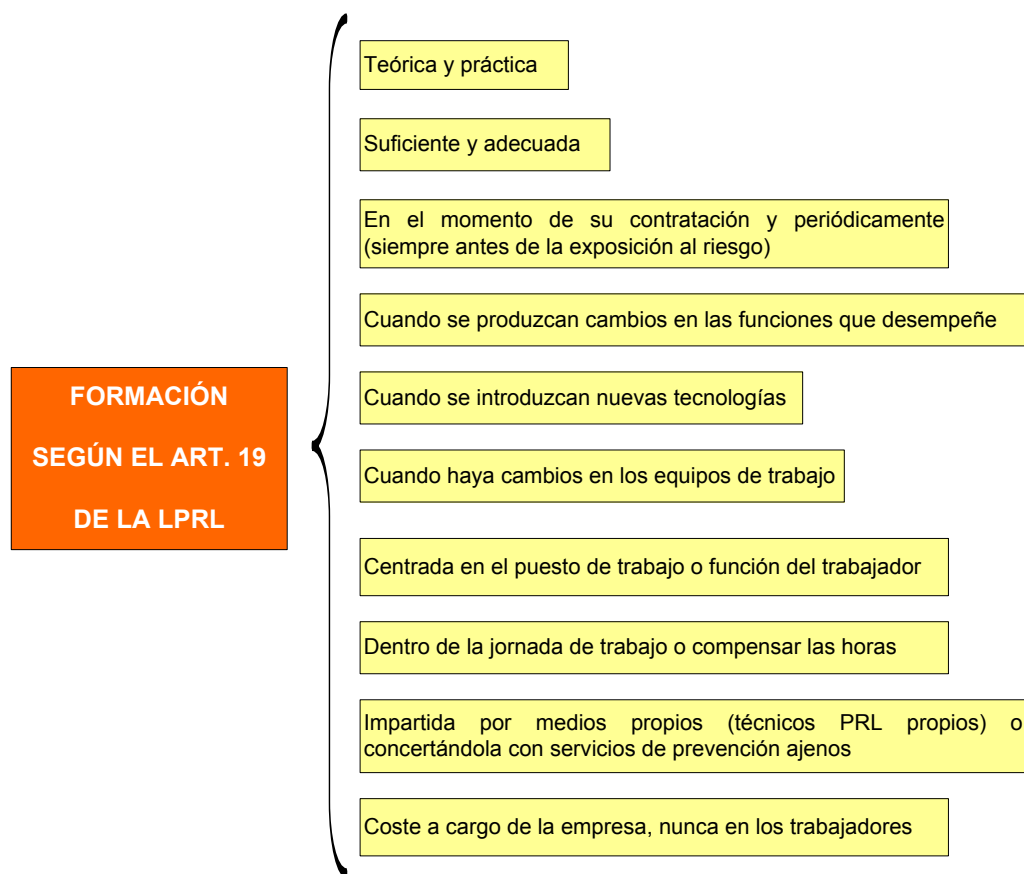 Teórica y práctica
Suficiente y adecuada
En el momento de su contratación y periódicamente
(siempre antes de la exposición al riesgo)
Cuando se produzcan cambios en las funciones que desempeñe
FORMACIÓN
SEGÚN EL ART. 19
DE LA LPRL
Cuando se introduzcan nuevas tecnologías
Cuando haya cambios en los equipos de trabajo
Centrada en el puesto de trabajo o función del trabajador
Dentro de la jornada de trabajo o compensar las horas
Impartida por medios propios (técnicos PRL propios) o
concertándola con servicios de prevención ajenos
Coste a cargo de la empresa, nunca en los trabajadores